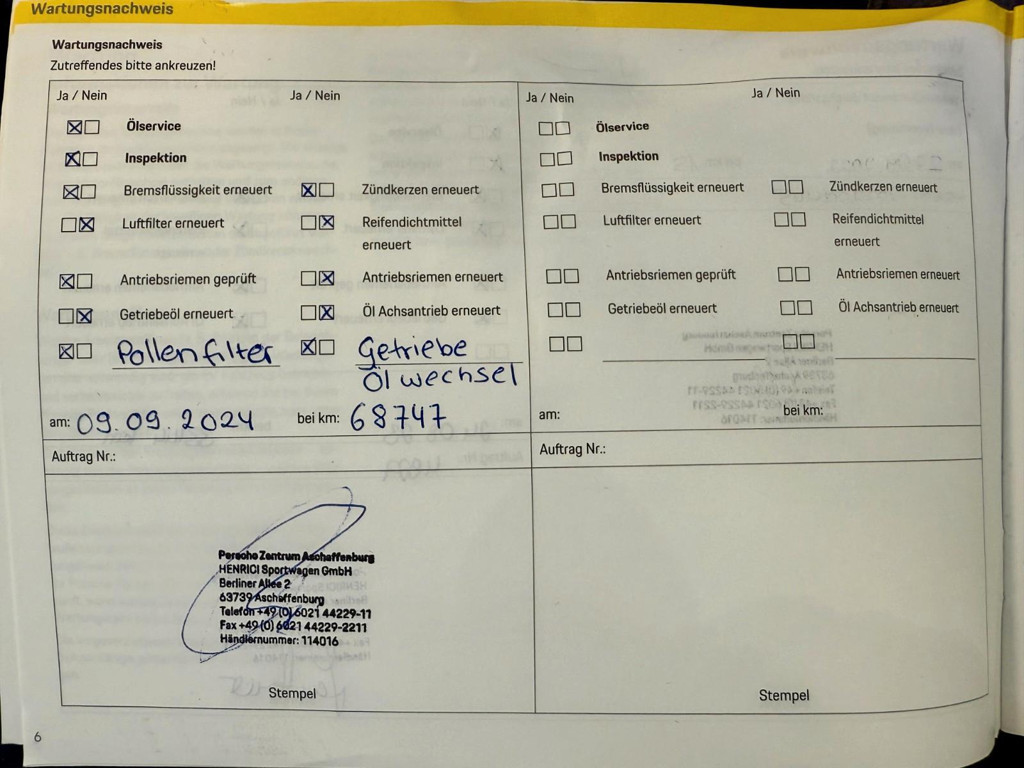 Wartungsnachweis
Wartungsnachweis
Zutreffendes bitte ankreuzen!
Ja / Nein Ja / Nein
Ölservice
Inspektion
Bremsflüssigkeit erneuert Zündkerzen erneuert
Luftfilter erneuert Reifendichtmittel
erneuert
Antriebsriemen geprüft Antriebsriemen erneuert
Getriebeöl erneuert Öl Achsantrieb erneuert
Pollenfilter Getriebe
Ölwechsel
am: 09.09.2024 bei km: 68747
Auftrag Nr.:
Porsche Zentrum Aschaffenburg
HENRICI Sportwagen GmbH
Berliner Allee 2
63739 Aschaffenburg
Telefon +49 (0) 6021 44229-11
Fax +49 (0) 6021 44229-2211
Händlernummer: 114016
Stempel
Ja / Nein Ja / Nein
Ölservice
Inspektion
Bremsflüssigkeit erneuert Zündkerzen erneuert
Luftfilter erneuert Reifendichtmittel
erneuert
Antriebsriemen geprüft Antriebsriemen erneuert
Getriebeöl erneuert Öl Achsantrieb erneuert
am: bei km:
Auftrag Nr.:
Stempel
6